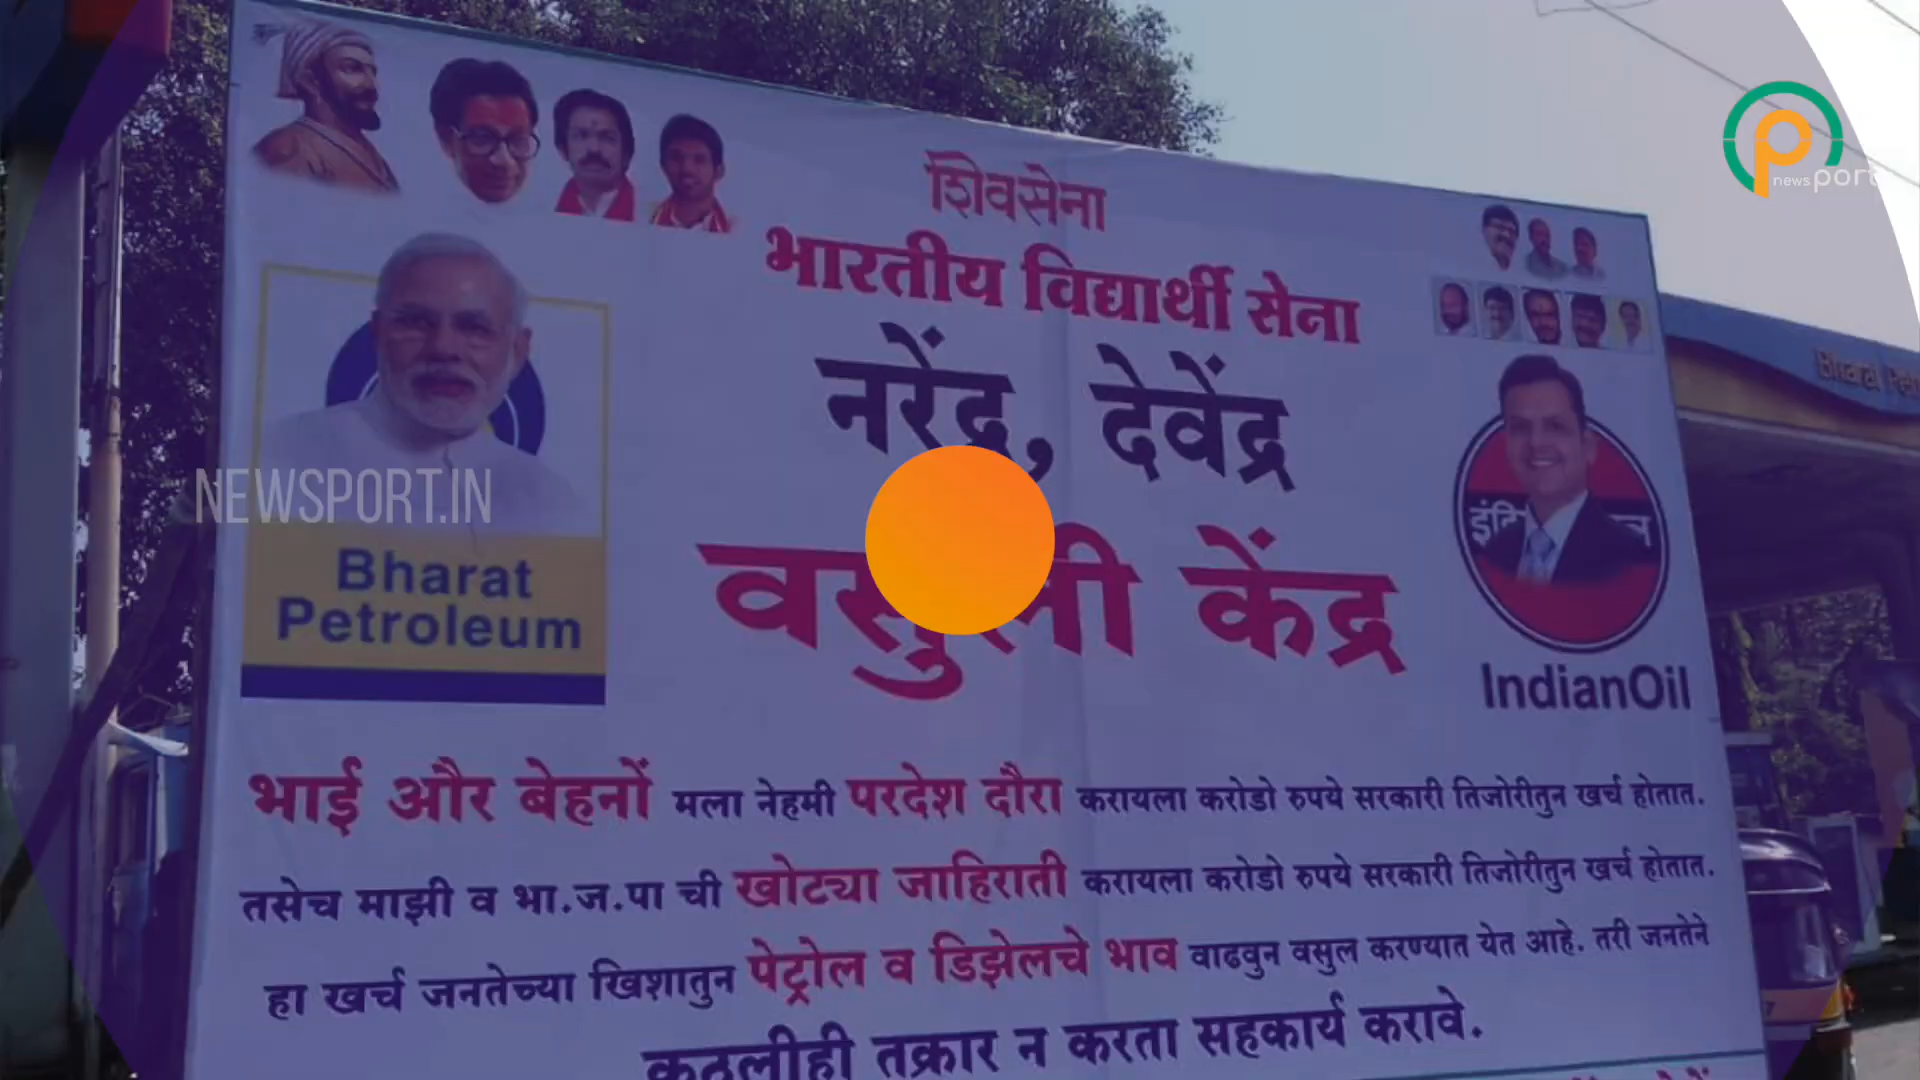 news port
शिवसेना
भारतीय विद्यार्थी सेना
नरेंद्र, देवेंद्र
NEWSPORT.IN
केंद्र
Bharat
Petroleum
IndianOil
भाई और बेहनों मला नेहमी परदेश दौरा करायला करोडो रुपये सरकारी तिजोरीतुन खर्च होतात.
तसेच माझी व भा.ज.पा ची खोट्या जाहिराती करायला करोडो रुपये सरकारी तिजोरीतुन खर्च होतात.
हा खर्च जनतेच्या खिशातुन पेट्रोल व डिझेलचे भाव वाढवुन वसुल करण्यात येत आहे. तरी जनतेने
तक्रार न करता सहकार्य करावे.